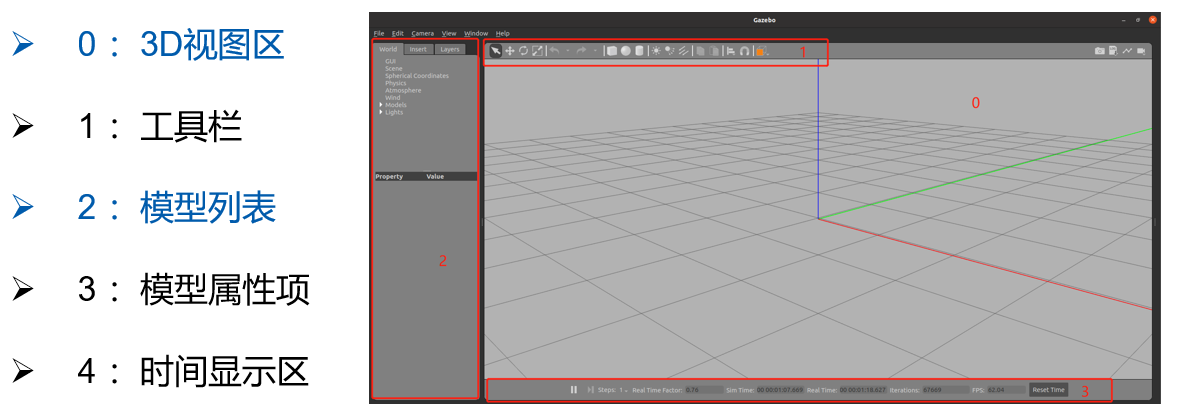 ➢ 0：3D视图区
➢ 1：工具栏
➢ 2：模型列表
➢ 3：模型属性项
➢ 4：时间显示区
Gazebo
File Edit Camera View Window Help
World Insert Layers
1
GUI
Scene
Spherical Coordinates
Physics
Atmosphere
Wind
Models
Lights
0
Property Value
2
Steps: 1 Real Time Factor: 0.76 Sim Time: 00 00:01:07.669 Real Time: 00 00:01:18.627 Iterations: 67669 FPS: 62.04 Reset Time
3